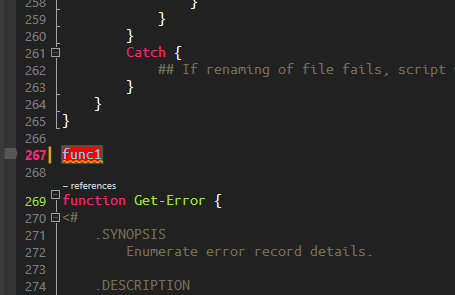 258 }
259 }
260 }
261 Catch {
262 ## If renaming of file fails, script
263 }
264 }
265 }
266
267 func1
268
– references
269 function Get-Error {
270 <#
271 .SYNOPSIS
272 Enumerate error record details.
273
274 .DESCRIPTION